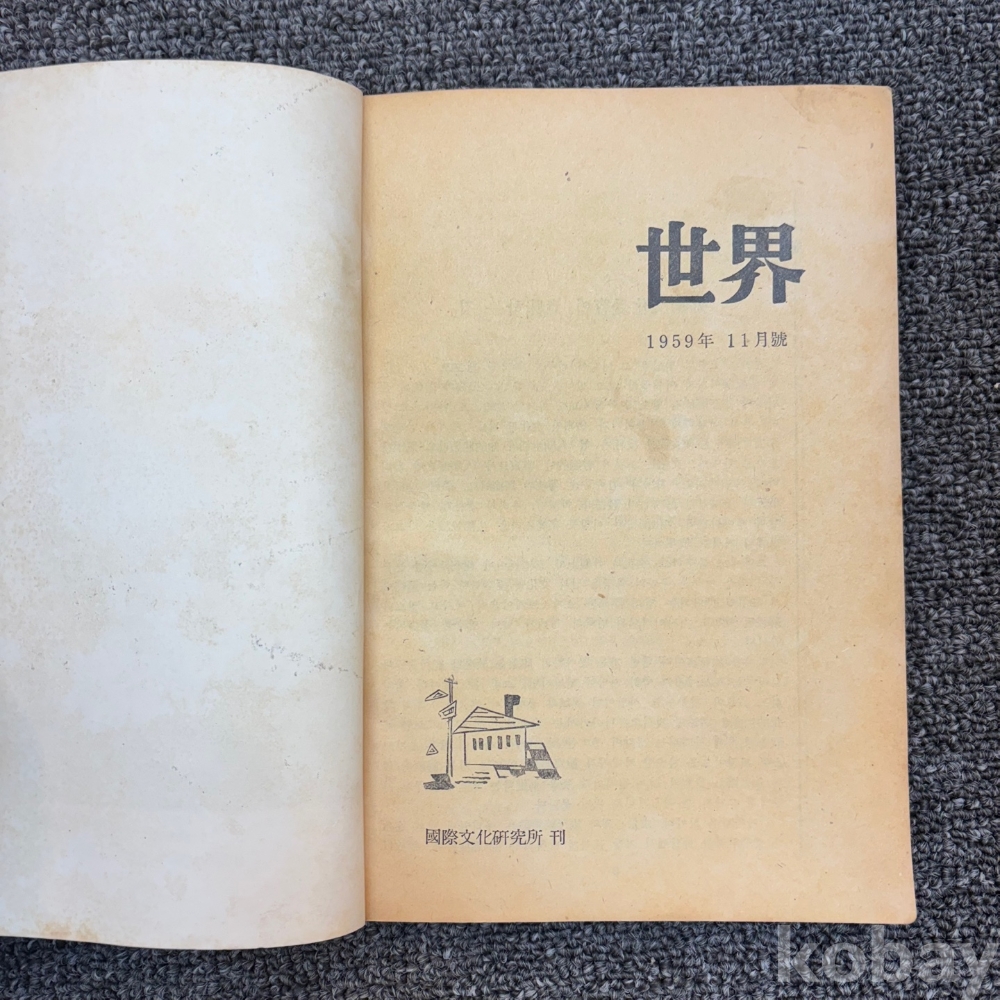 世界
1959年 11月號
國際文化硏究所 刊
kobay